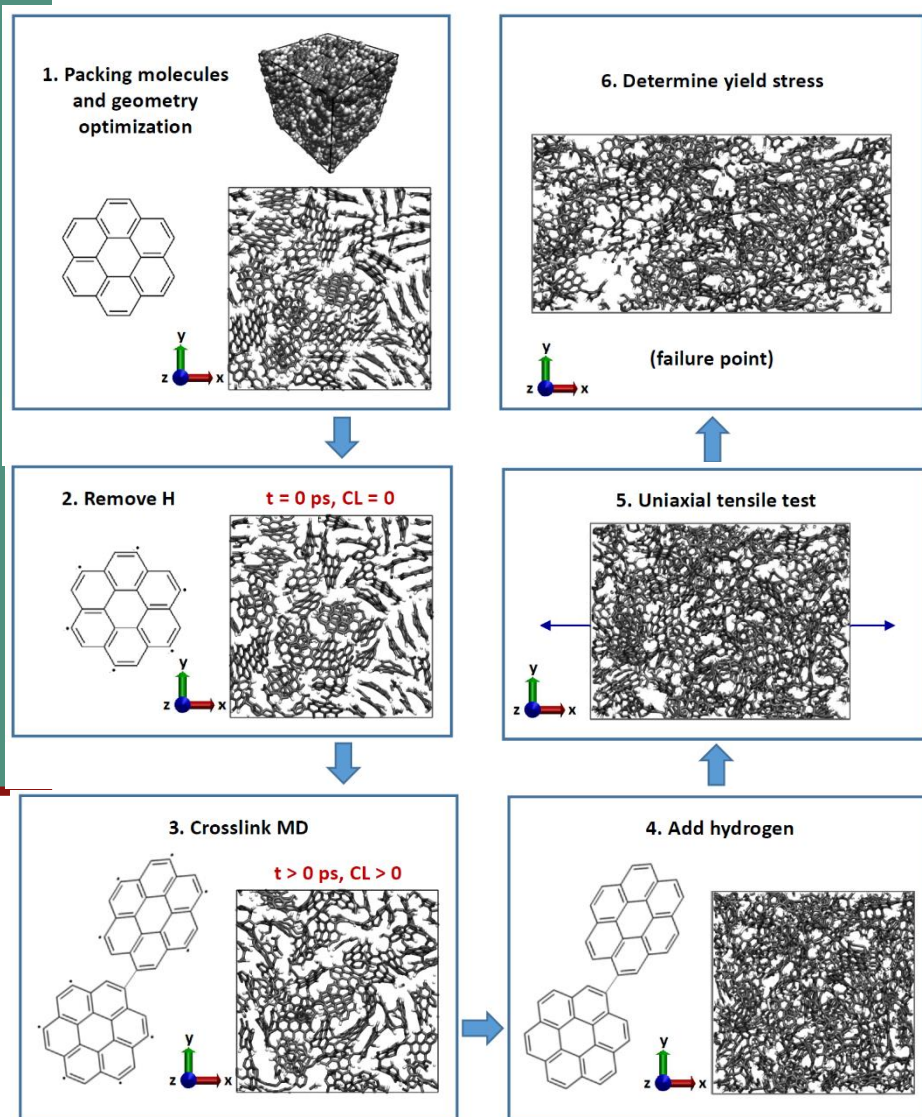 1. Packing molecules
and geometry
optimization
y
z
x
2. Remove H
t = 0 ps, CL = 0
y
z
x
3. Crosslink MD
t > 0 ps, CL > 0
y
z
x
4. Add hydrogen
y
z
x
5. Uniaxial tensile test
y
z
x
6. Determine yield stress
(failure point)
y
z
x